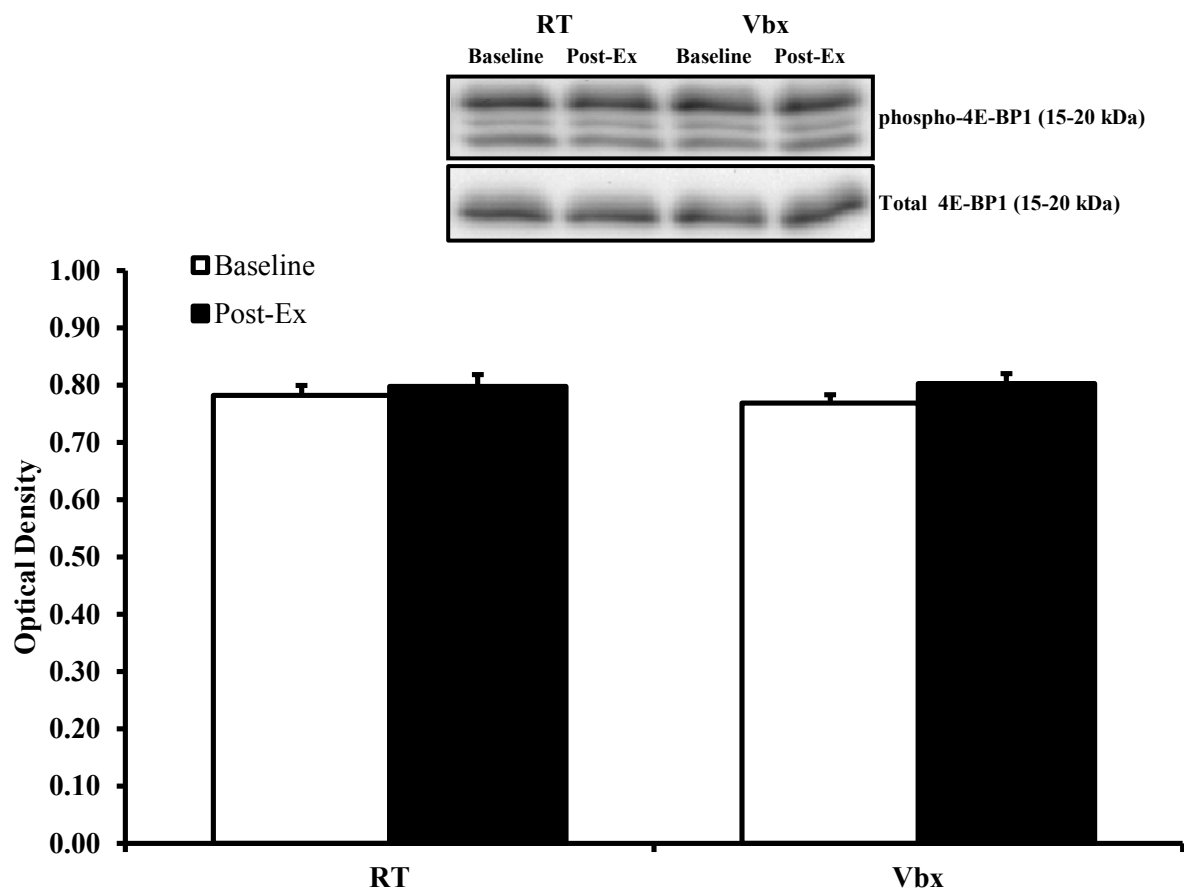 RT Vbx
Baseline Post-Ex Baseline Post-Ex
phospho-4E-BP1 (15-20 kDa)
Total 4E-BP1 (15-20 kDa)
Baseline
Post-Ex
1.00
0.90
0.80
0.70
0.60
0.50
0.40
0.30
0.20
0.10
0.00
Optical Density
RT Vbx